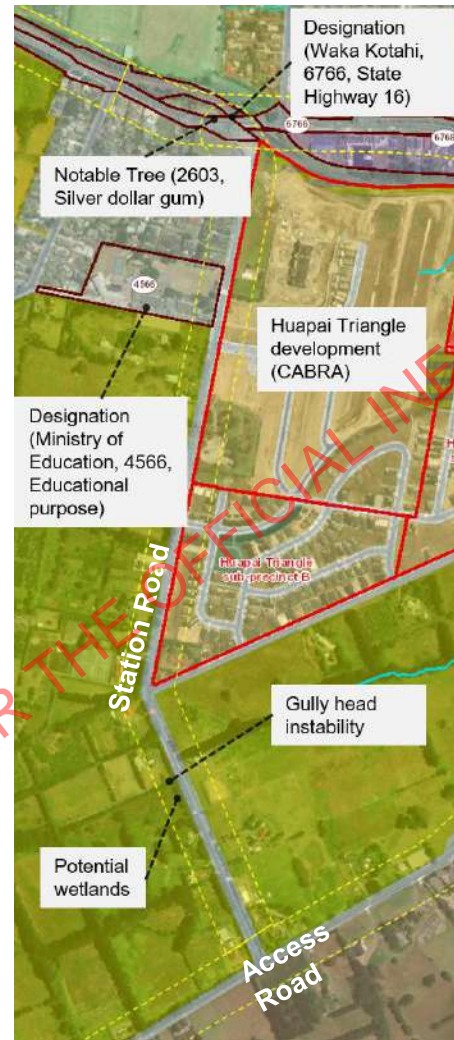 Designation
(Waka Kotahi,
6766, State
Highway 16)
6766
6768
Notable Tree (2603,
Silver dollar gum)
4566
Huapai Triangle
development
(CABRA)
Designation
(Ministry of
Education, 4566,
Educational
purpose)
Huapai Triangle
sub-precinct B
Station Road
R THE OFFICIAL INF
Gully head
instability
Potential
wetlands
Access
Road